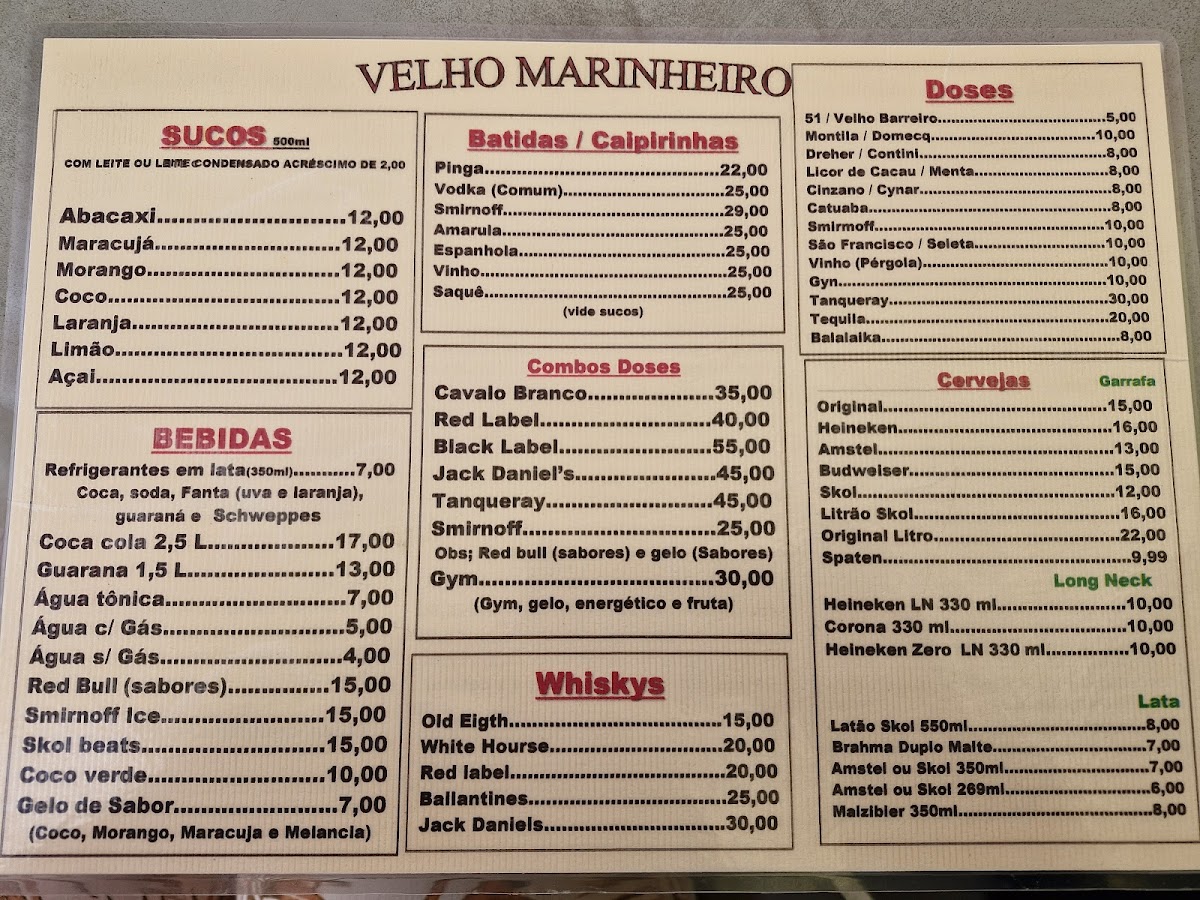 VELHO MARINHEIRO
SUCOS 500ml
COM LEITE OU LEITE CONDENSADO ACRÉSCIMO DE 2,00
Abacaxi..............................12,00
Maracujá.............................12,00
Morango..............................12,00
Coco.................................12,00
Laranja..............................12,00
Limão................................12,00
Açai.................................12,00
BEBIDAS
Refrigerantes em lata(350ml)............7,00
Coca, soda, Fanta (uva e laranja),
guaraná e Schweppes
Coca cola 2,5 L....................17,00
Guarana 1,5 L.......................13,00
Água tônica...........................7,00
Água c/ Gás...........................5,00
Água s/ Gás...........................4,00
Red Bull (sabores)................15,00
Smirnoff Ice.........................15,00
Skol beats...........................15,00
Coco verde...........................10,00
Gelo de Sabor........................7,00
(Coco, Morango, Maracuja e Melancia)
Batidas / Caipirinhas
Pinga........................................22,00
Vodka (Comum)...........................25,00
Smirnoff.....................................29,00
Amarula......................................25,00
Espanhola...................................25,00
Vinho.........................................25,00
Saquê.........................................25,00
(vide sucos)
Combos Doses
Cavalo Branco....................35,00
Red Label...........................40,00
Black Label.........................55,00
Jack Daniel's......................45,00
Tanqueray...........................45,00
Smirnoff..............................25,00
Obs; Red bull (sabores) e gelo (Sabores)
Gym.....................................30,00
(Gym, gelo, energético e fruta)
Whiskys
Old Eigth....................................15,00
White Hourse.............................20,00
Red label....................................20,00
Ballantines.................................25,00
Jack Daniels...............................30,00
Doses
51 / Velho Barreiro...............................5,00
Montila / Domecq..............................10,00
Dreher / Contini..................................8,00
Licor de Cacau / Menta........................8,00
Cinzano / Cynar..................................8,00
Catuaba.............................................8,00
Smirmoff...........................................10,00
São Francisco / Seleta........................10,00
Vinho (Pérgola)..................................10,00
Gyn..................................................10,00
Tanqueray.........................................30,00
Tequila..............................................20,00
Balalaika............................................8,00
Cervejas Garrafa
Original..........................................15,00
Heineken........................................16,00
Amstel............................................13,00
Budweiser.......................................15,00
Skol................................................12,00
Litrão Skol......................................16,00
Original Litro...................................22,00
Spaten.............................................9,99
Long Neck
Heineken LN 330 ml.........................10,00
Corona 330 ml.................................10,00
Heineken Zero LN 330 ml................10,00
Lata
Latão Skol 550ml................................8,00
Brahma Duplo Malte............................7,00
Amstel ou Skol 350ml.........................7,00
Amstel ou Skol 269ml.........................6,00
Malzibier 350ml..................................8,00